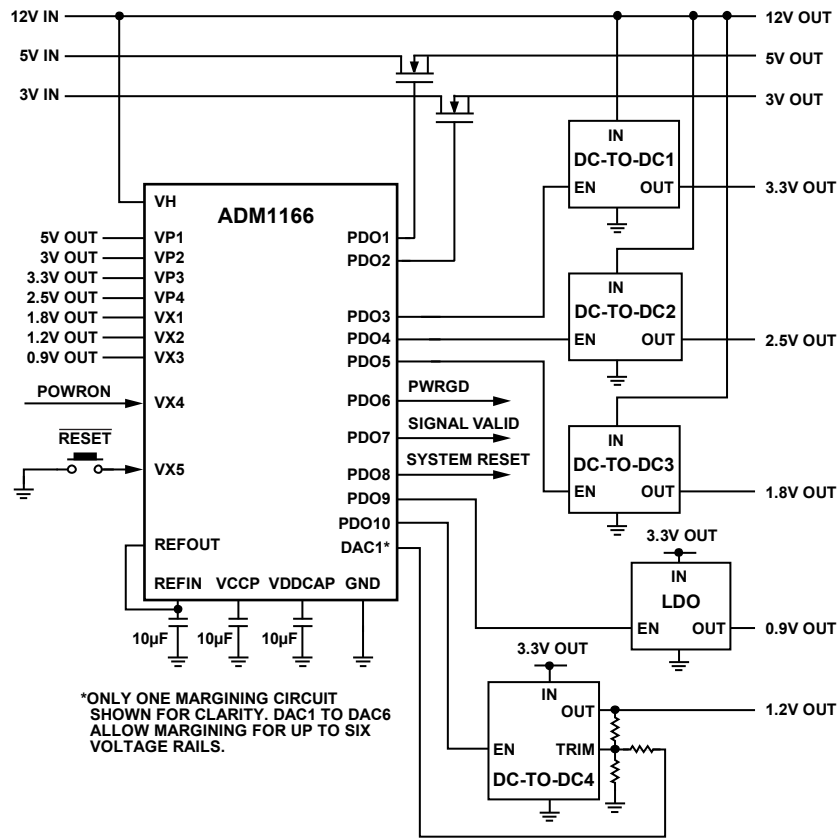 12V IN
12V OUT
5V IN
5V OUT
3V IN
3V OUT
IN
DC-TO-DC1
EN OUT
3.3V OUT
ADM1166
VH
5V OUT VP1
3V OUT VP2
3.3V OUT VP3
2.5V OUT VP4
1.8V OUT VX1
1.2V OUT VX2
0.9V OUT VX3
POWRON
VX4
RESET
VX5
REFOUT
REFIN VCCP VDDCAP GND
10µF 10µF 10µF
PDO1
PDO2
PDO3
PDO4
PDO5
PDO6
PDO7
PDO8
PDO9
PDO10
DAC1*
PWRGD
SIGNAL VALID
SYSTEM RESET
IN
DC-TO-DC2
EN OUT
2.5V OUT
IN
DC-TO-DC3
EN OUT
1.8V OUT
3.3V OUT
IN
LDO
EN OUT
0.9V OUT
3.3V OUT
IN
OUT
1.2V OUT
EN TRIM
DC-TO-DC4
*ONLY ONE MARGINING CIRCUIT
SHOWN FOR CLARITY. DAC1 TO DAC6
ALLOW MARGINING FOR UP TO SIX
VOLTAGE RAILS.